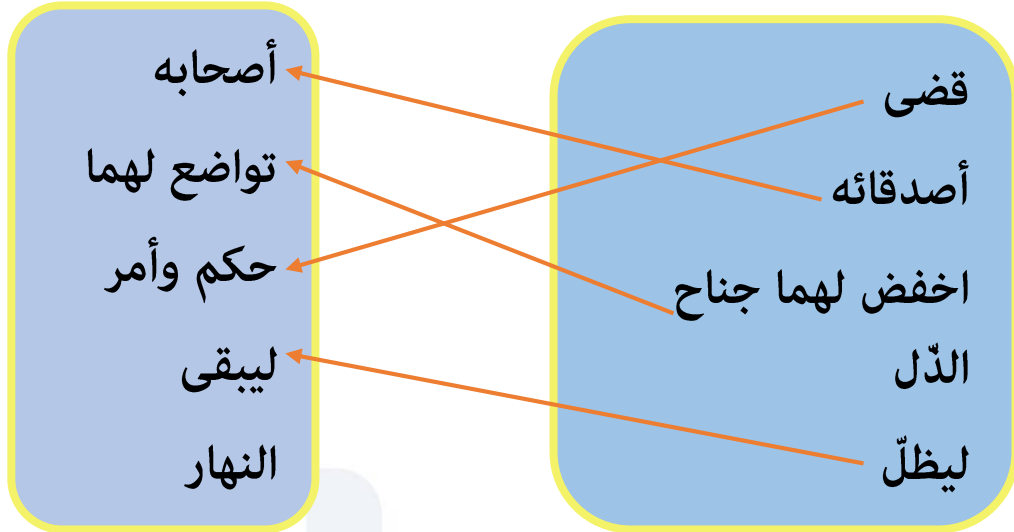 قضى
أصدقائه
اخفض لهما جناح
الذّل
ليظلّ
أصحابه
تواضع لهما
حكم وأمر
ليبقى
النهار